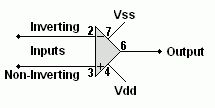 Vss
Inverting
2
7
Inputs
6
Output
Non-Inverting
3
4
Vdd